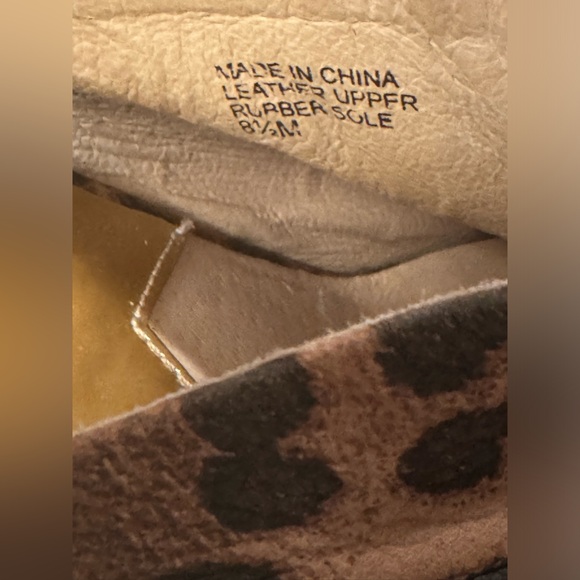 MADE IN CHINA
LEATHER UPPER
RUBBER SOLE
8½M